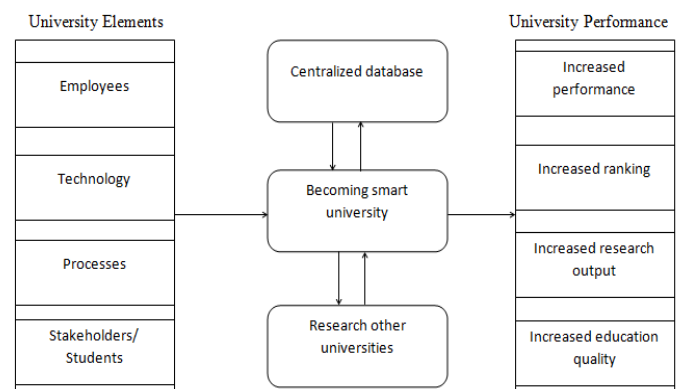 University Elements
Employees
Technology
Processes
Stakeholders/
Students
Centralized database
Becoming smart
university
Research other
universities
University Performance
Increased
performance
Increased ranking
Increased research
output
Increased education
quality